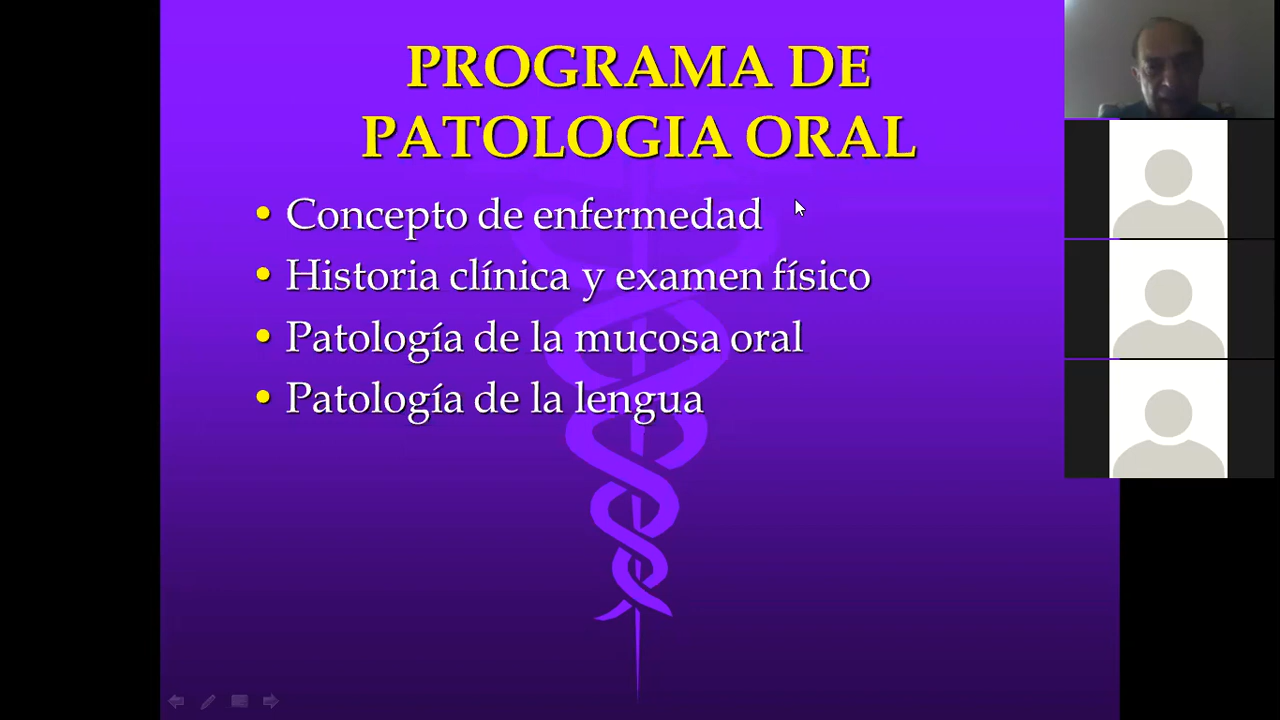 PROGRAMA DE
PATOLOGIA ORAL
• Concepto de enfermedad
• Historia clínica y examen físico
• Patología de la mucosa oral
• Patología de la lengua